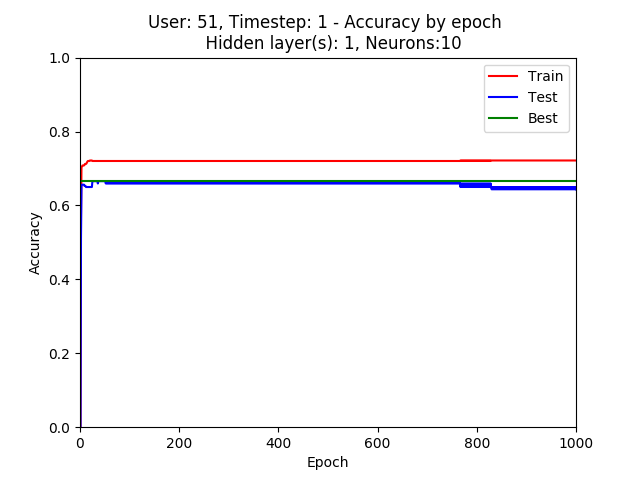 User: 51, Timestep: 1 - Accuracy by epoch
Hidden layer(s): 1, Neurons:10
Train
Test
Best
1.0
0.8
0.6
0.4
0.2
0.0
Accuracy
0 200 400 600 800 1000
Epoch